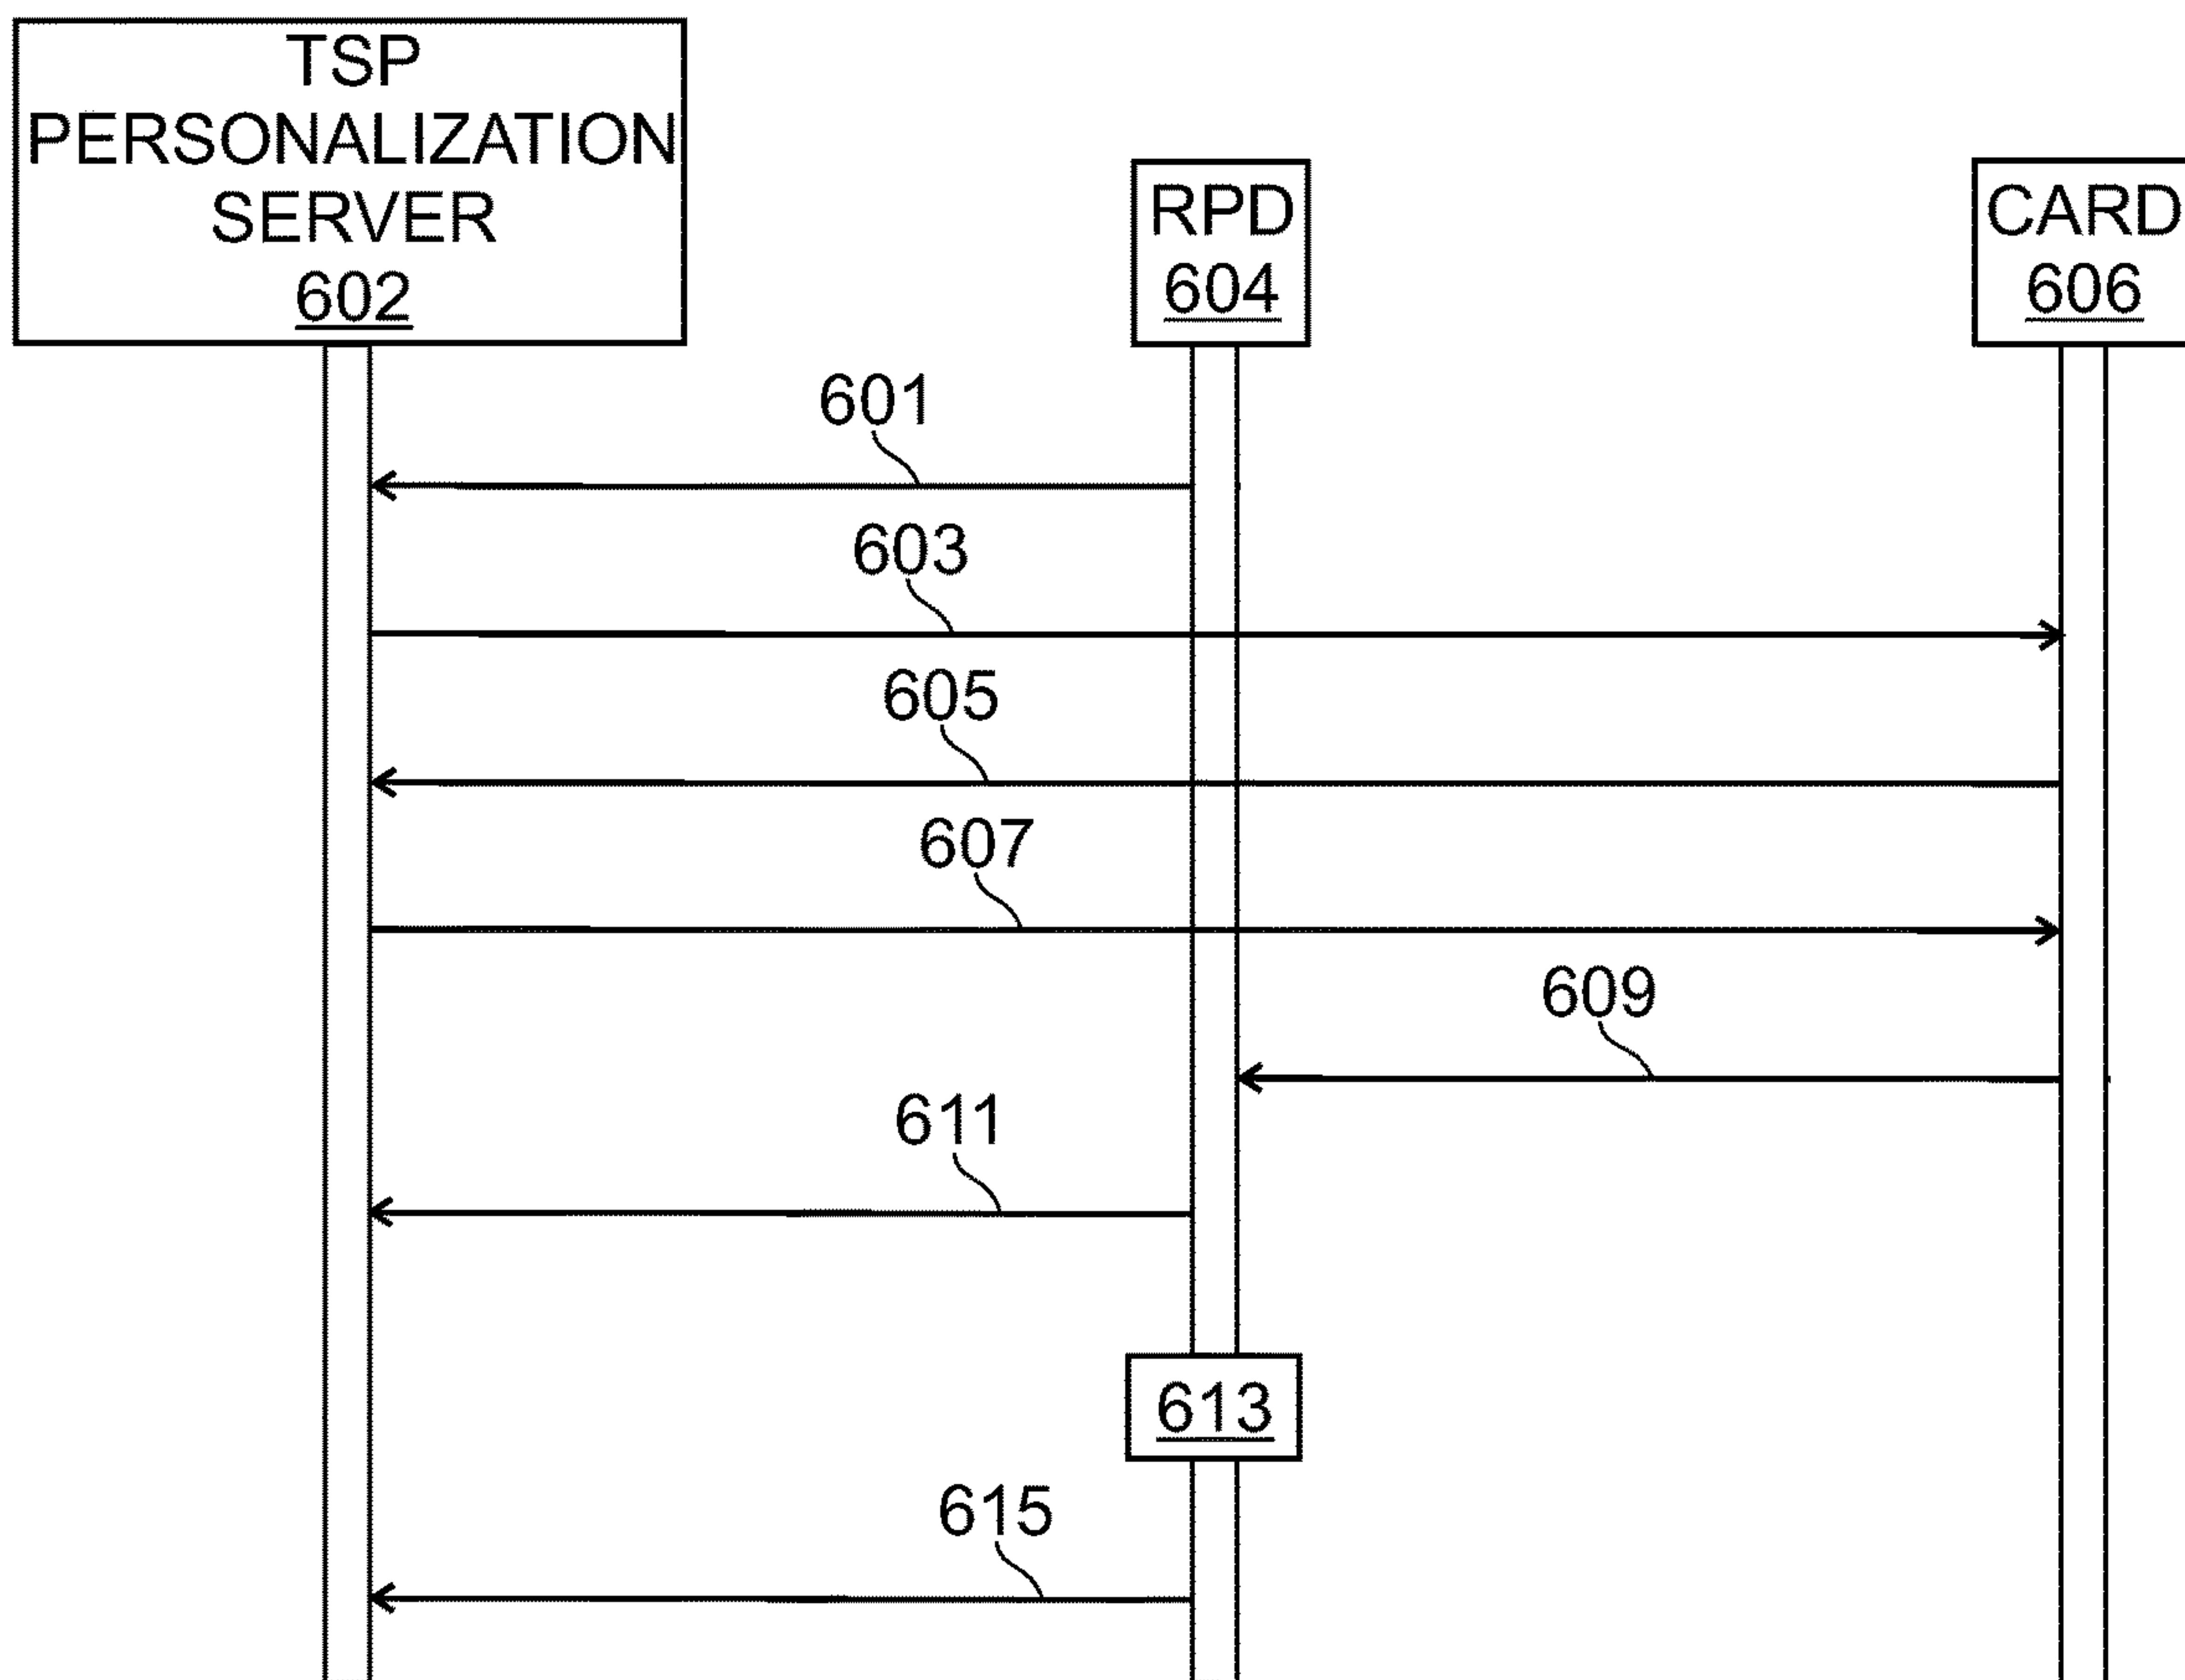 TSP
PERSONALIZATION
SERVER
602
RPD
604
CARD
606
601
603
605
607
609
611
613
615